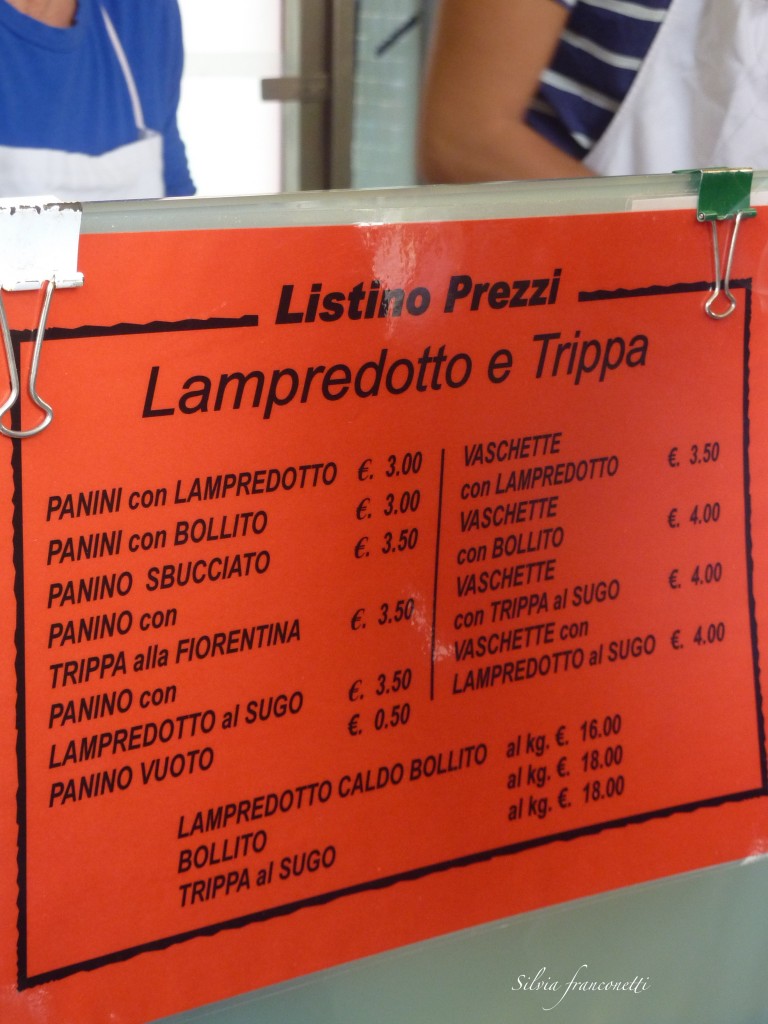 Listino Prezzi
Lampredotto e Trippa
PANINI con LAMPREDOTTO €. 3.00
PANINI con BOLLITO €. 3.00
PANINO SBUCCIATO €. 3.50
PANINO con
TRIPPA alla FIORENTINA €. 3.50
PANINO con
LAMPREDOTTO al SUGO €. 3.50
PANINO VUOTO €. 0.50
VASCHETTE
con LAMPREDOTTO €. 3.50
VASCHETTE
con BOLLITO €. 4.00
VASCHETTE
con TRIPPA al SUGO €. 4.00
VASCHETTE con
LAMPREDOTTO al SUGO €. 4.00
LAMPREDOTTO CALDO BOLLITO al kg. €. 16.00
BOLLITO al kg. €. 18.00
TRIPPA al SUGO al kg. €. 18.00
Silvia franconetti